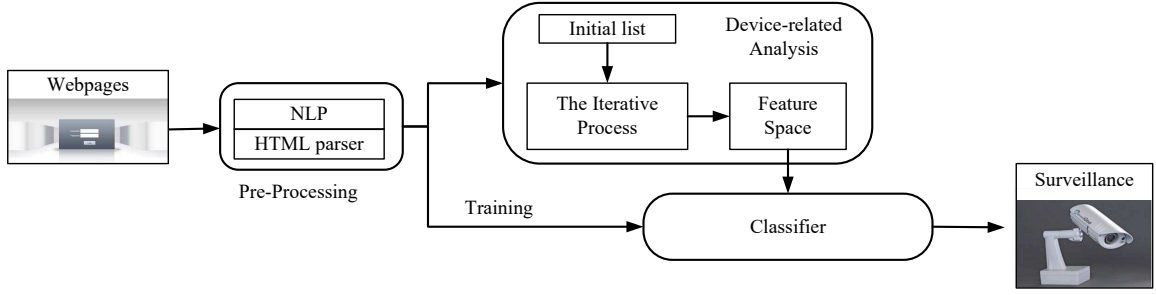 Webpages
NLP
HTML parser
Pre-Processing
Initial list
Device-related
Analysis
The Iterative
Process
Feature
Space
Training
Classifier
Surveillance